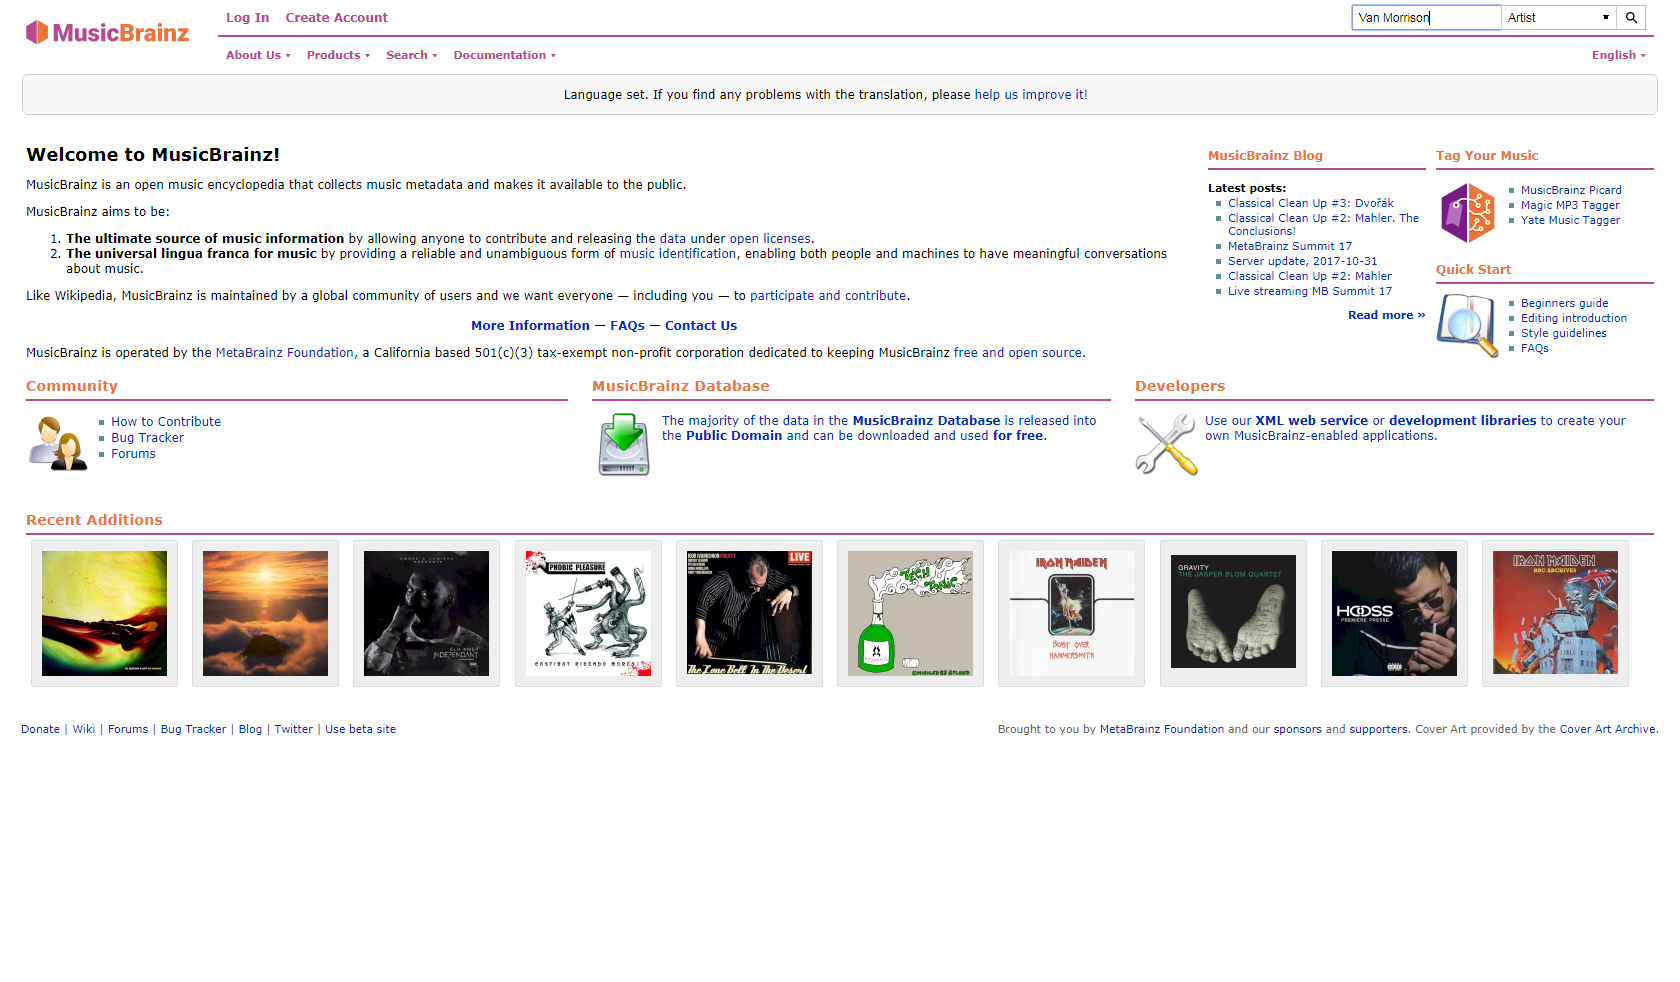 MusicBrainz
Log In Create Account
Van Morrison Artist
About Us Products Search Documentation English
Language set. If you find any problems with the translation, please help us improve it!
Welcome to MusicBrainz!
MusicBrainz is an open music encyclopedia that collects music metadata and makes it available to the public.
MusicBrainz aims to be:
1. The ultimate source of music information by allowing anyone to contribute and releasing the data under open licenses.
2. The universal lingua franca for music by providing a reliable and unambiguous form of music identification, enabling both people and machines to have meaningful conversations
about music.
Like Wikipedia, MusicBrainz is maintained by a global community of users and we want everyone — including you — to participate and contribute.
More Information — FAQs — Contact Us
MusicBrainz is operated by the MetaBrainz Foundation, a California based 501(c)(3) tax-exempt non-profit corporation dedicated to keeping MusicBrainz free and open source.
MusicBrainz Blog
Latest posts:
Classical Clean Up #3: Dvořák
Classical Clean Up #2: Mahler. The
Conclusions!
MetaBrainz Summit 17
Server update, 2017-10-31
Classical Clean Up #2: Mahler
Live streaming MB Summit 17
Read more »
Tag Your Music
MusicBrainz Picard
Magic MP3 Tagger
Yate Music Tagger
Quick Start
Beginners guide
Editing introduction
Style guidelines
FAQs
Community
How to Contribute
Bug Tracker
Forums
MusicBrainz Database
The majority of the data in the MusicBrainz Database is released into
the Public Domain and can be downloaded and used for free.
Developers
Use our XML web service or development libraries to create your
own MusicBrainz-enabled applications.
Recent Additions
INDEPENDANT
PHOBIC PLEASURE
CASTIGAT RIDENDO MORES
LIVE
The Lone Bell In The Desert
IRON MAIDEN
BEAST OVER
HAMMERSMITH
GRAVITY
THE JASPER BLOM QUARTET
HOOSS
PREMIERE PRESSE
IRON MAIDEN
BBC ARCHIVES
Donate | Wiki | Forums | Bug Tracker | Blog | Twitter | Use beta site
Brought to you by MetaBrainz Foundation and our sponsors and supporters. Cover Art provided by the Cover Art Archive.